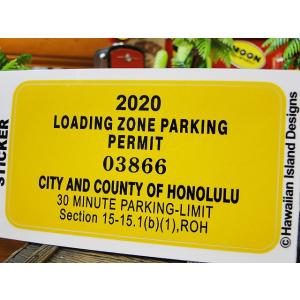 2020
LOADING ZONE PARKING
PERMIT
03866
CITY AND COUNTY OF HONOLULU
30 MINUTE PARKING-LIMIT
Section 15-15.1(b)(1),ROH
STICKER
© Hawaiian Island Designs
MOON